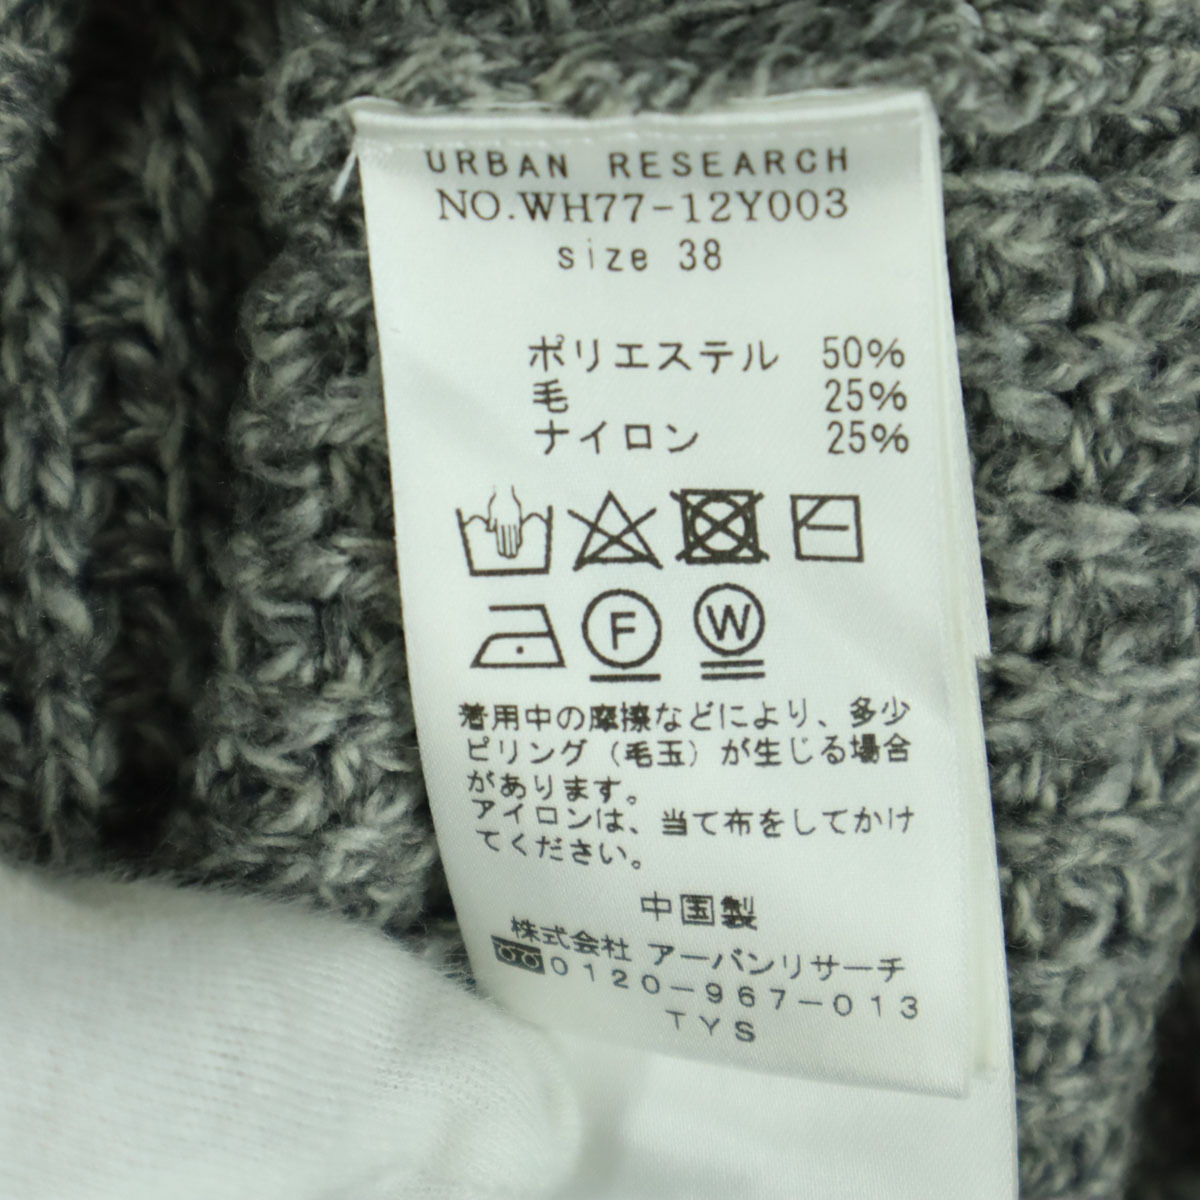 URBAN RESEARCH
NO.WH77-12Y003
size 38
ポリエステル 50%
毛 25%
ナイロン 25%
F W
着用中の摩擦などにより、多少
ピリング（毛玉）が生じる場合
があります。
アイロンは、当て布をしてかけ
てください。
中国製
株式会社 アーバンリサーチ
0120-967-013
TYS